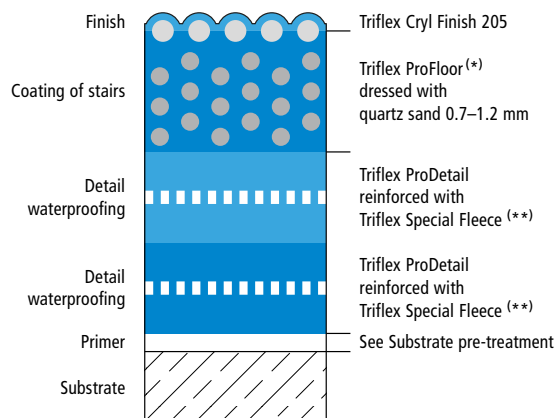 Finish
Triflex Cryl Finish 205
Coating of stairs
Triflex ProFloor (*)
dressed with
quartz sand 0.7–1.2 mm
Detail
waterproofing
Triflex ProDetail
reinforced with
Triflex Special Fleece (**)
Detail
waterproofing
Triflex ProDetail
reinforced with
Triflex Special Fleece (**)
Primer
See Substrate pre-treatment
Substrate